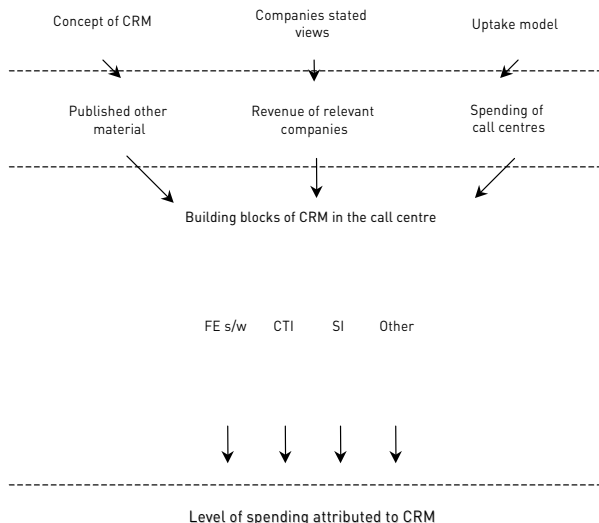 Concept of CRM
Companies stated
views
Uptake model
Published other
material
Revenue of relevant
companies
Spending of
call centres
Building blocks of CRM in the call centre
FE s/w CTI SI Other
Level of spending attributed to CRM